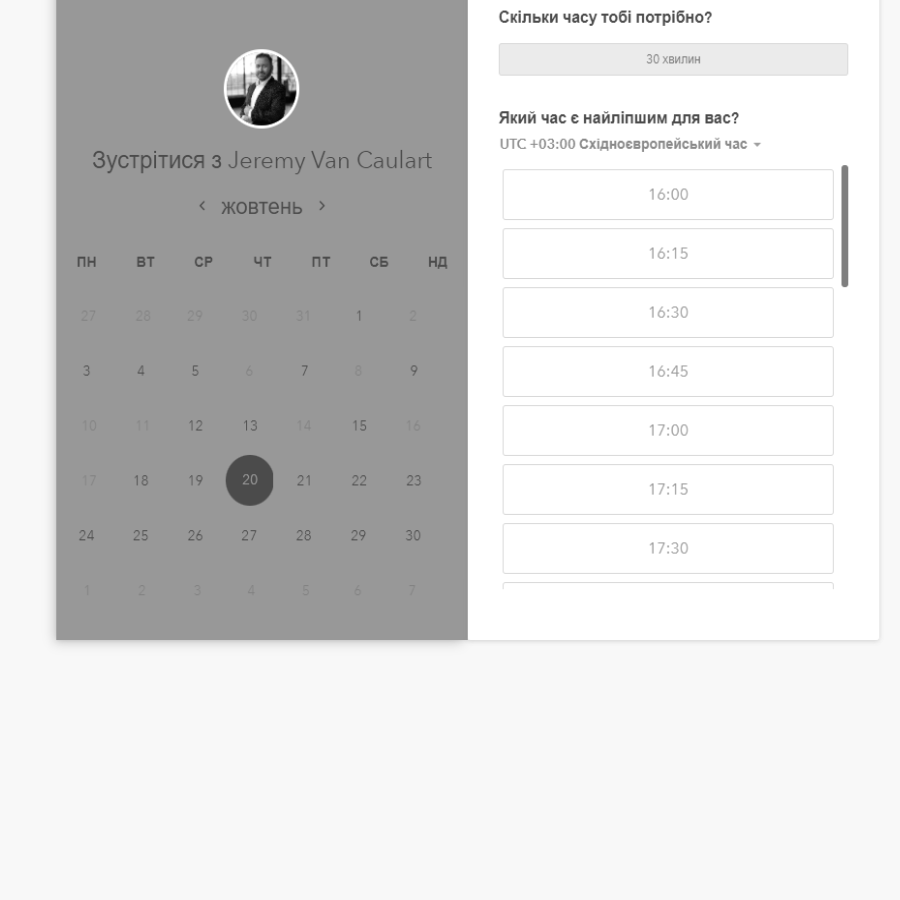 Зустрітися з Jeremy Van Caulart
жовтень
ПН ВТ СР ЧТ ПТ СБ НД
27 28 29 30 31 1 2
3 4 5 6 7 8 9
10 11 12 13 14 15 16
17 18 19 20 21 22 23
24 25 26 27 28 29 30
1 2 3 4 5 6 7
Скільки часу тобі потрібно?
30 хвилин
Який час є найліпшим для вас?
UTC +03:00 Східноєвропейський час
16:00
16:15
16:30
16:45
17:00
17:15
17:30